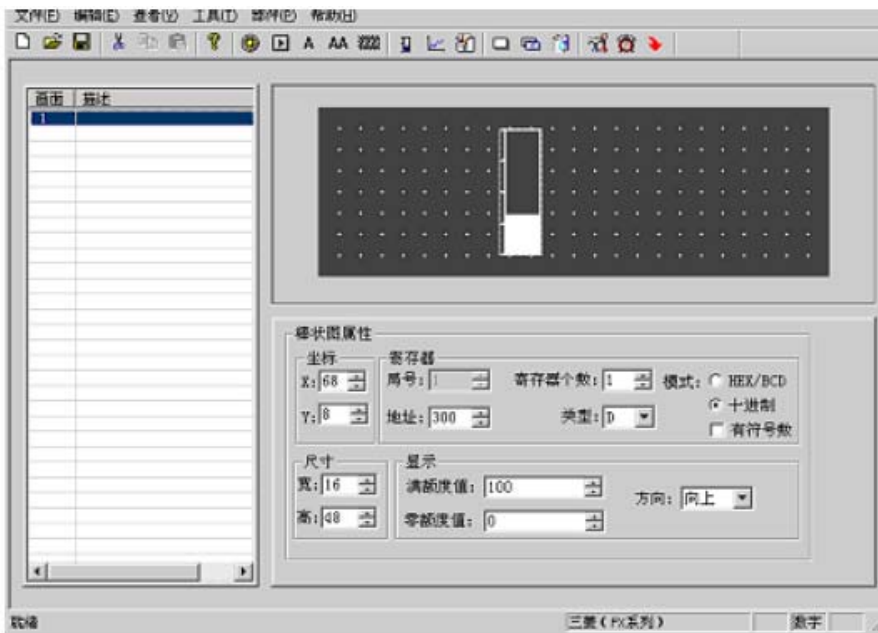 文件(F) 编辑(E) 查看(V) 工具(T) 部件(P) 帮助(H)
A AA
画面 描述
1
棒状图属性
坐标
X: 68
Y: 8
寄存器
局号: 1
寄存器个数: 1
模式: HEX/BCD
十进制
有符号数
地址: 300
类型: D
尺寸
宽: 16
高: 48
显示
满额度值: 100
零额度值: 0
方向: 向上
就绪
三菱(FX系列)
数字